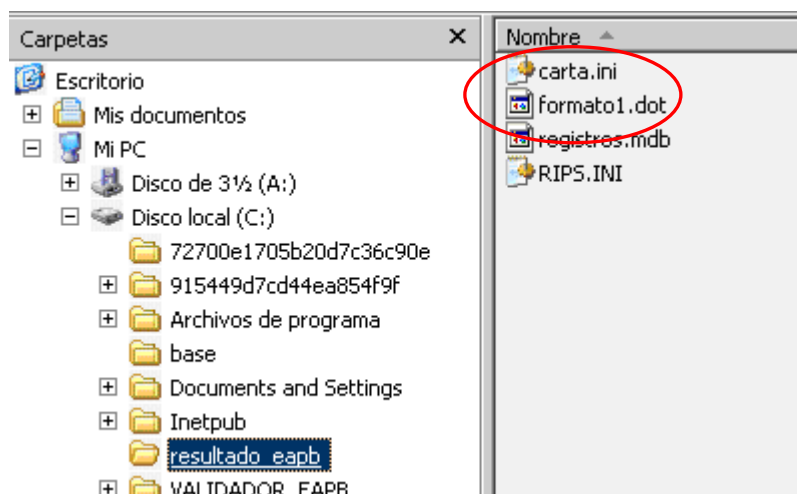 Carpetas
Escritorio
Mis documentos
Mi PC
Disco de 3½ (A:)
Disco local (C:)
72700e1705b20d7c36c90e
915449d7cd44ea854f9f
Archivos de programa
base
Documents and Settings
Inetpub
resultado_eapb
VALIDADOR_EAPB
Nombre
carta.ini
formato1.dot
registros.mdb
RIPS.INI